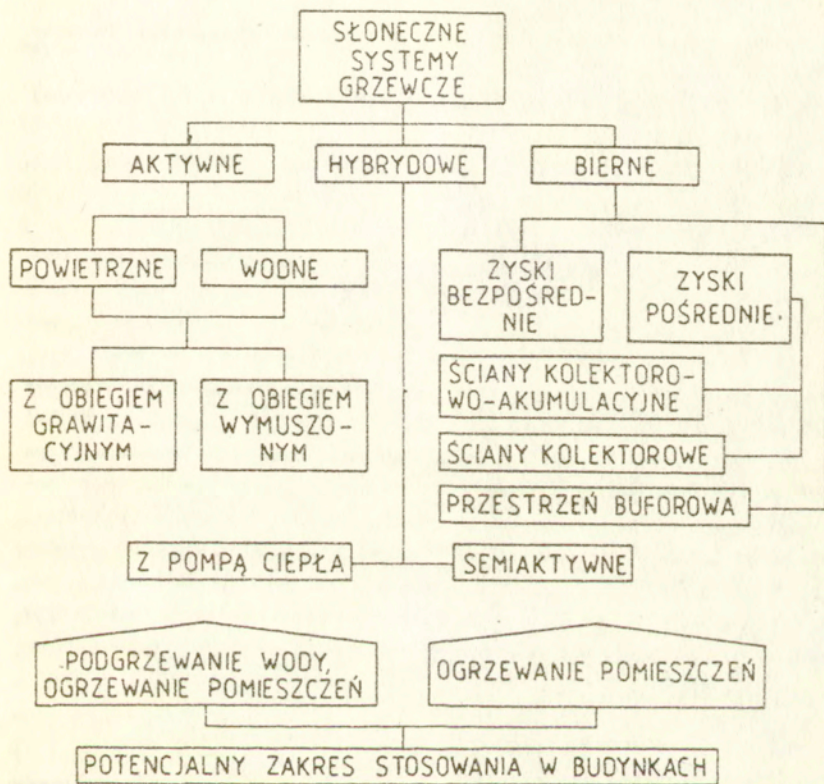 SŁONECZNE
SYSTEMY
GRZEWCZE
AKTYWNE
HYBRYDOWE
BIERNE
POWIETRZNE
WODNE
ZYSKI
BEZPOŚRED-
NIE
ZYSKI
POŚREDNIE
Z OBIEGIEM
GRAWITA-
CYJNYM
Z OBIEGIEM
WYMUSZO-
NYM
ŚCIANY KOLEKTORO-
WO-AKUMULACYJNE
ŚCIANY KOLEKTOROWE
PRZESTRZEŃ BUFOROWA
Z POMPĄ CIEPŁA
SEMIAKTYWNE
PODGRZEWANIE WODY,
OGRZEWANIE POMIESZCZEŃ
OGRZEWANIE POMIESZCZEŃ
POTENCJALNY ZAKRES STOSOWANIA W BUDYNKACH